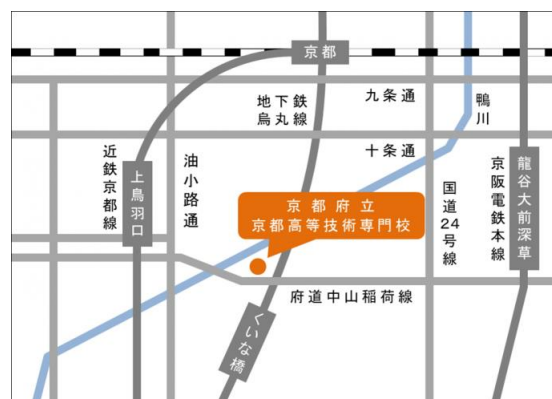 京都
九条通
鴨川
地下鉄
烏丸線
十条通
近鉄京都線
上鳥羽口
油小路通
京都府立
京都高等技術専門校
国道24号線
京阪電鉄本線
龍谷大前深草
府道中山稲荷線
くいな橋